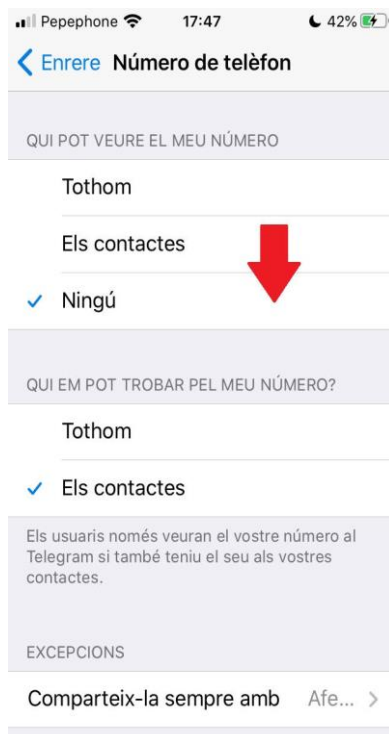 Pepephone 17:47 42%
Enrere Número de telèfon
QUI POT VEURE EL MEU NÚMERO
Tothom
Els contactes
Ningú
QUI EM POT TROBAR PEL MEU NÚMERO?
Tothom
Els contactes
Els usuaris només veuran el vostre número al
Telegram si també teniu el seu als vostres
contactes.
EXCEPCIONS
Comparteix-la sempre amb Afe... >